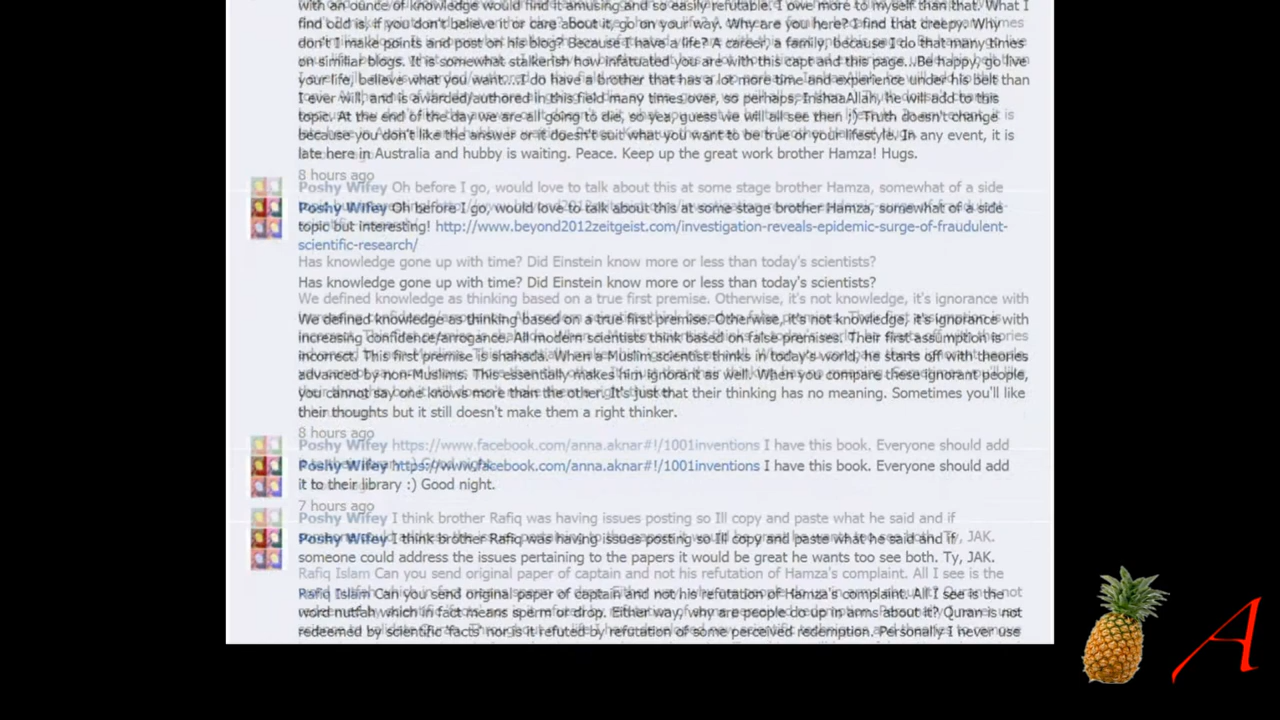 with an ounce of knowledge would find it amusing and so easily refutable. I owe more to myself than that. What I
find odd is, if you don't believe in or care about it, go on your way. Why are you here? I find that creepy. Why
don't I make points and post on his blog? Because I have a life? A career, a family, because I do that many times
on similar blogs. It is somewhat stalkerish how infattuated you are with this capt and this page. Be happy, go live
your life, believe what you want. I do have a brother that has a lot more time and experience under his belt than
I ever will, and is awarded/authored in this field many times over, so perhaps, InshaaAllah, he will add to this
topic. At the end of the day we are all going to die, so yea, guess we will all see then ;) Truth doesn't change
because you don't like the answer or it doesn't suit what you want to be true or your lifestyle. In any event, it is
late here in Australia and hubby is waiting. Peace. Keep up the great work brother Hamza! Hugs.
8 hours ago
Poshy Wifey Oh before I go, would love to talk about this at some stage brother Hamza, somewhat of a side
topic but interesting! http://www.beyond2012zeitgeist.com/investigation-reveals-epidemic-surge-of-fraudulent-
scientific-research/
Has knowledge gone up with time? Did Einstein know more or less than today's scientists?
We defined knowledge as thinking based on a true first premise. Otherwise, it's not knowledge, it's ignorance with
increasing confidence/arrogance. All modern scientists think based on false premises. Their first assumption is
incorrect. This first premise is shahada. When a Muslim scientist thinks in today's world, he starts off with theories
advanced by non-Muslims. This essentially makes him ignorant as well. When you compare these ignorant people,
you cannot say one knows more than the other. It's just that their thinking has no meaning. Sometimes you'll like
their thoughts but it still doesn't make them a right thinker.
8 hours ago
Poshy Wifey https://www.facebook.com/anna.aknar#!/1001inventions I have this book. Everyone should add
it to their library :) Good night.
7 hours ago
Poshy Wifey I think brother Rafiq was having issues posting so Ill copy and paste what he said and if
someone could address the issues pertaining to the papers it would be great he wants too see both. Ty, JAK.
Rafiq Islam Can you send original paper of captain and not his refutation of Hamza's complaint. All I see is the
word nutfah which in fact means sperm or drop. Either way, why are people do up in arms about it? Quran is not
redeemed by 'scientific facts' nor is it refuted by refutation of some perceived redemption. Personally I never use
A